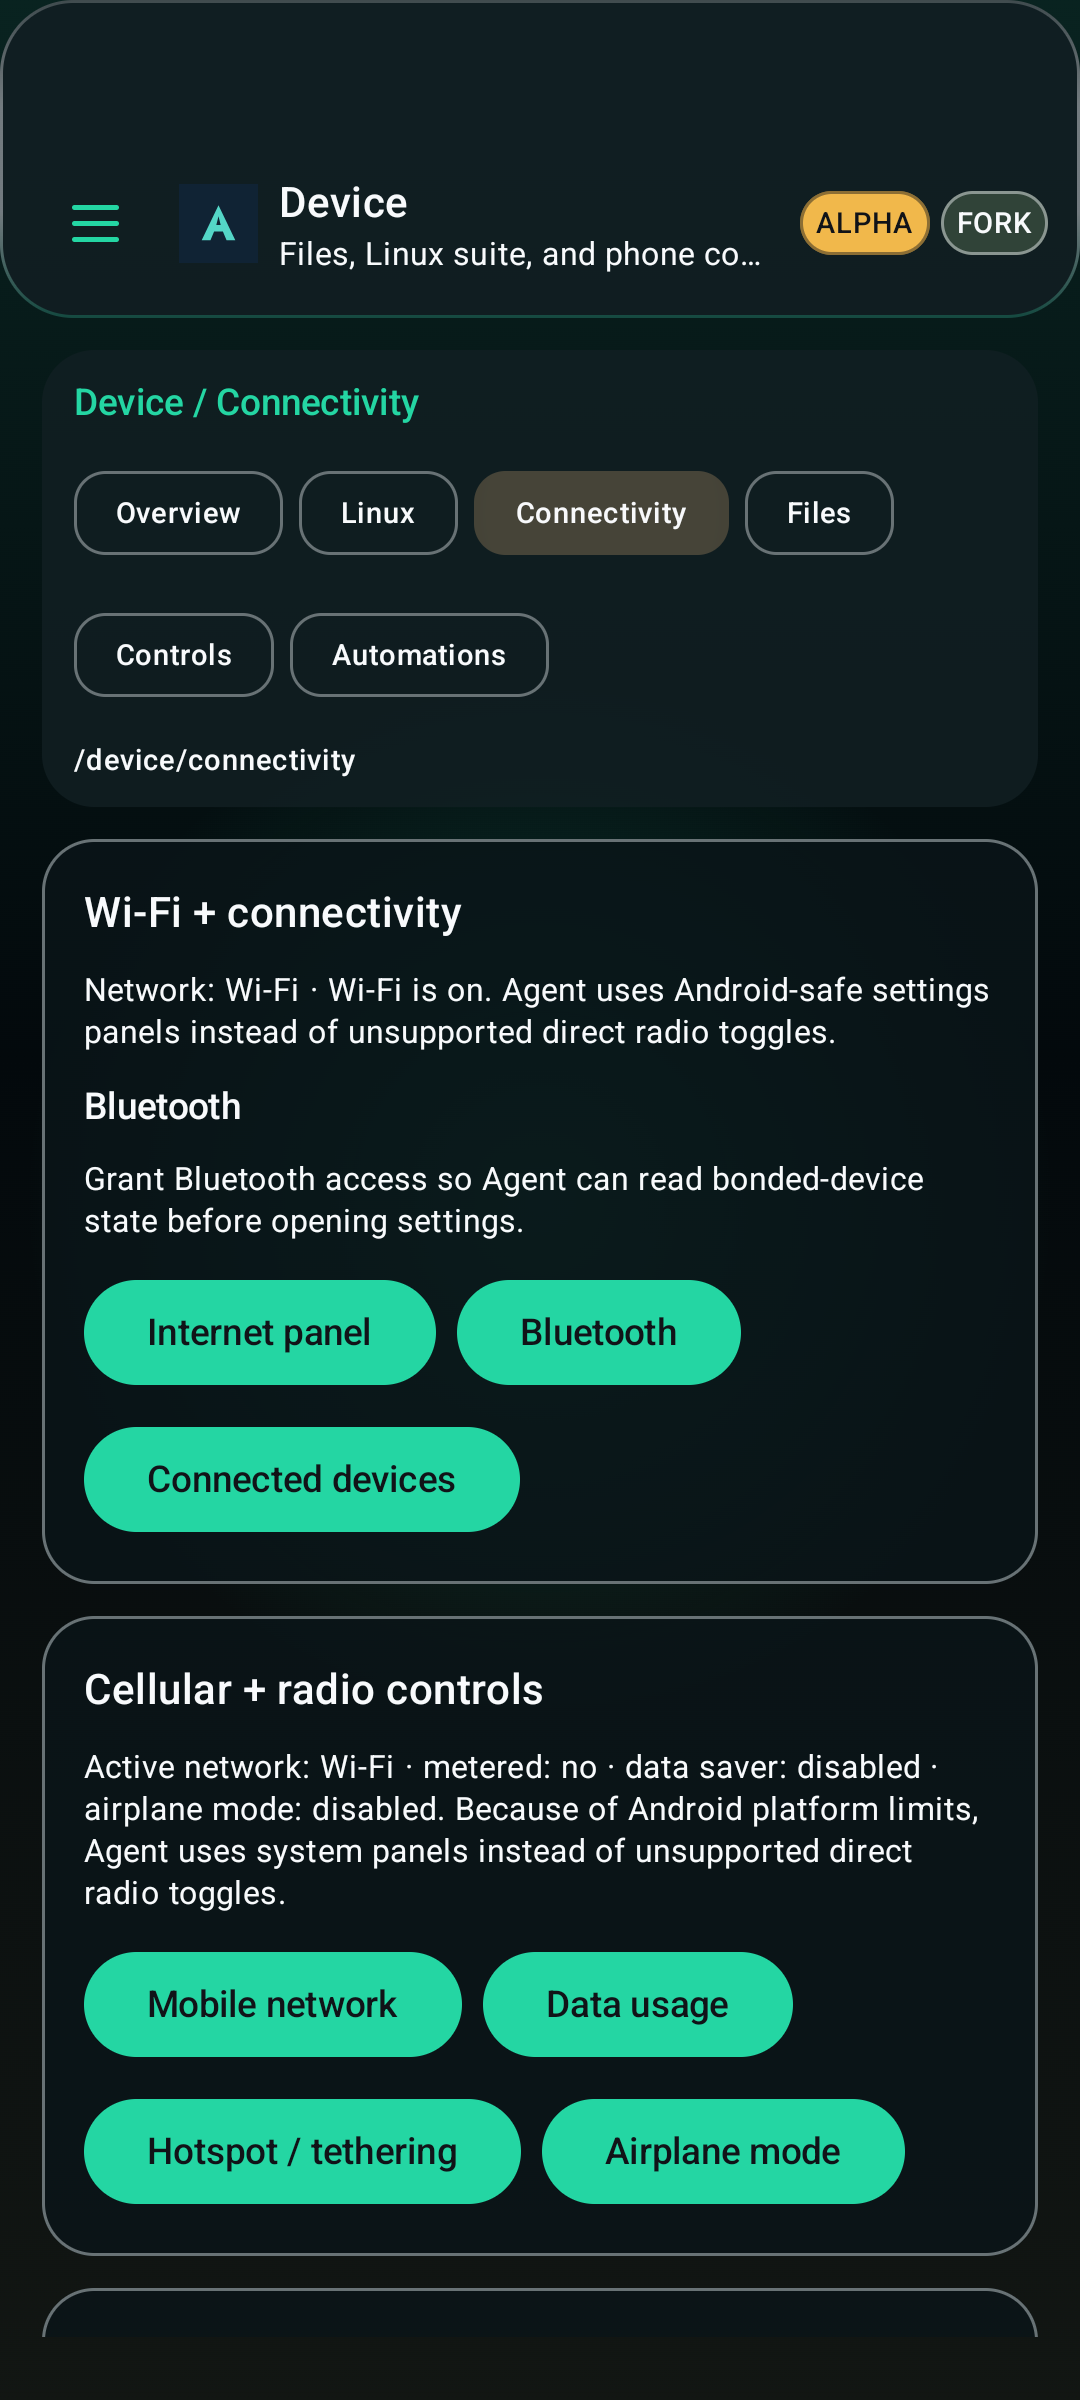 Device
Files, Linux suite, and phone co...
ALPHA
FORK
Device / Connectivity
Overview
Linux
Connectivity
Files
Controls
Automations
/device/connectivity
Wi-Fi + connectivity
Network: Wi-Fi · Wi-Fi is on. Agent uses Android-safe settings
panels instead of unsupported direct radio toggles.
Bluetooth
Grant Bluetooth access so Agent can read bonded-device
state before opening settings.
Internet panel
Bluetooth
Connected devices
Cellular + radio controls
Active network: Wi-Fi · metered: no · data saver: disabled ·
airplane mode: disabled. Because of Android platform limits,
Agent uses system panels instead of unsupported direct
radio toggles.
Mobile network
Data usage
Hotspot / tethering
Airplane mode